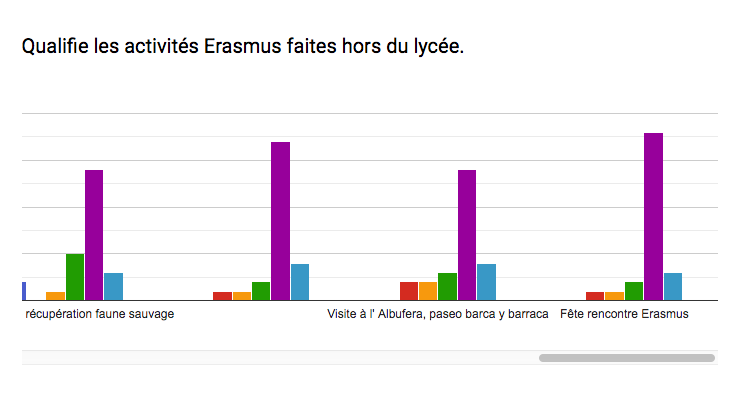 Qualifie les activités Erasmus faites hors du lycée.
récupération faune sauvage
Visite à l' Albufera, paseo barca y barraca
Fête rencontre Erasmus